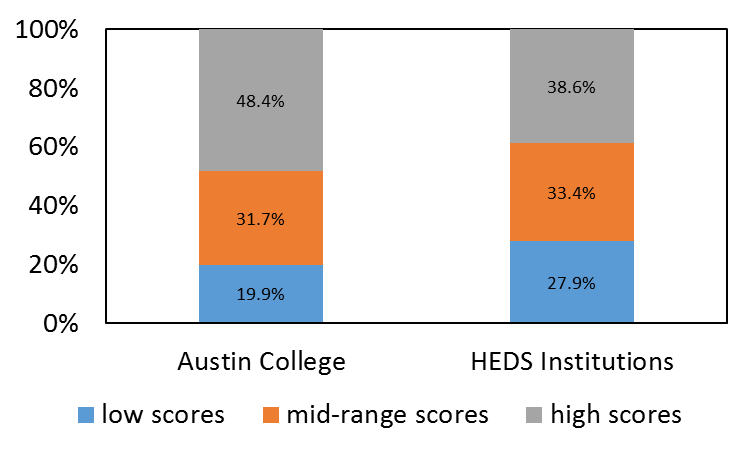 100%
80%
60%
40%
20%
0%
48.4%
31.7%
19.9%
38.6%
33.4%
27.9%
Austin College
HEDS Institutions
low scores
mid-range scores
high scores